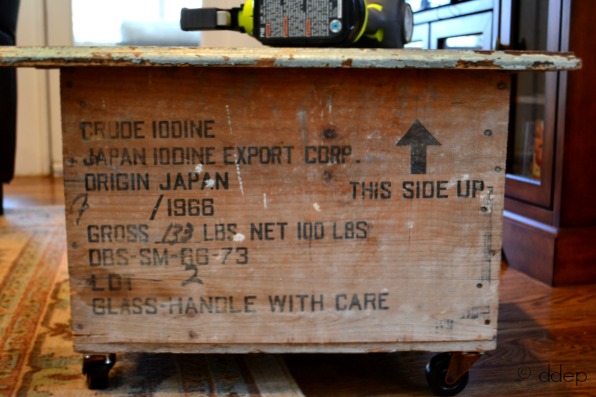 CRUDE IODINE
JAPAN IODINE EXPORT CORP.
ORIGIN JAPAN
THIS SIDE UP
/1966
GROSS 133 LBS NET 100 LBS
OBS-SM-66-73
LOT 2
GLASS-HANDLE WITH CARE
© ddep